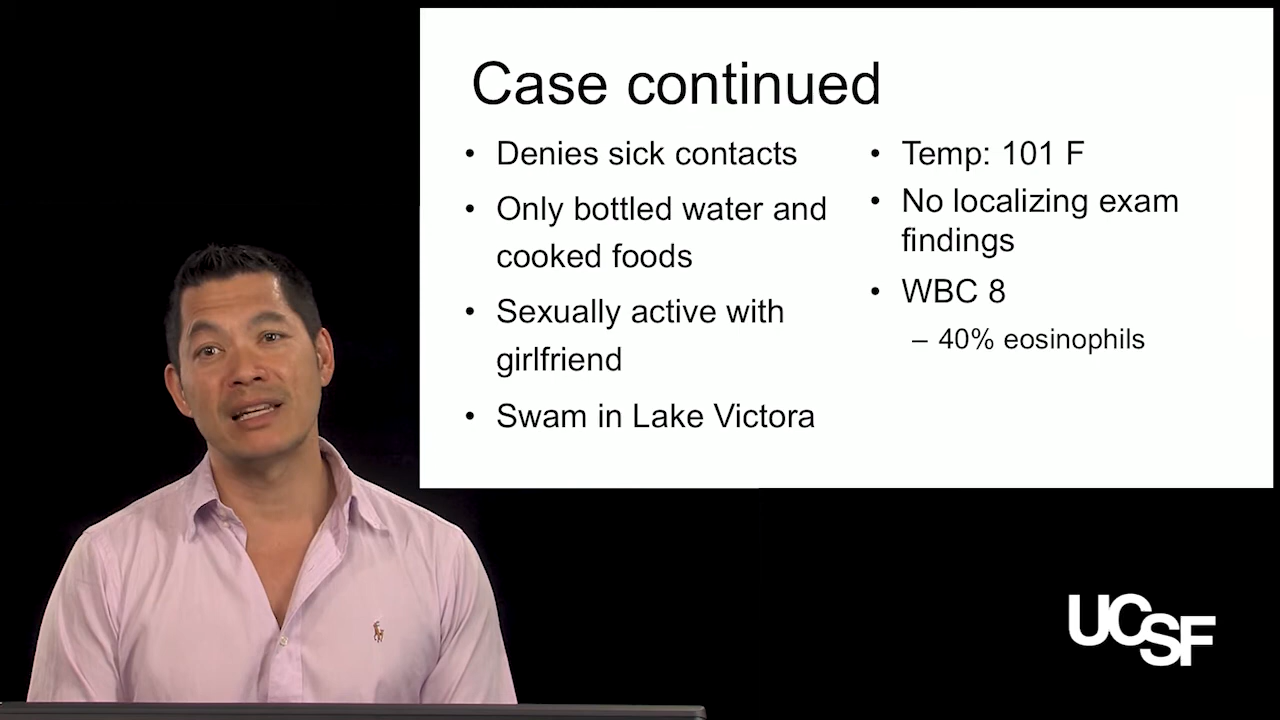 Case continued
• Denies sick contacts
• Only bottled water and
cooked foods
• Sexually active with
girlfriend
• Swam in Lake Victora
• Temp: 101 F
• No localizing exam
findings
• WBC 8
– 40% eosinophils
UCSF